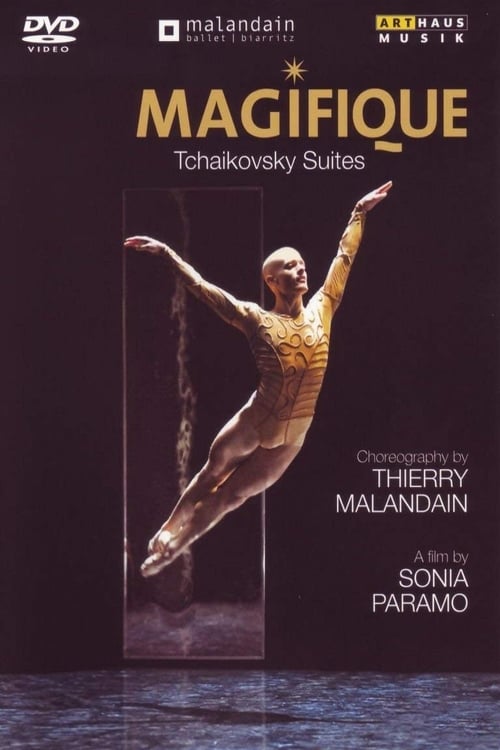 DVD
VIDEO
malandain
ballet | biarritz
ARTHAUS
MUSIK
MAGIFIQUE
Tchaikovsky Suites
Choreography by
THIERRY
MALANDAIN
A film by
SONIA
PARAMO